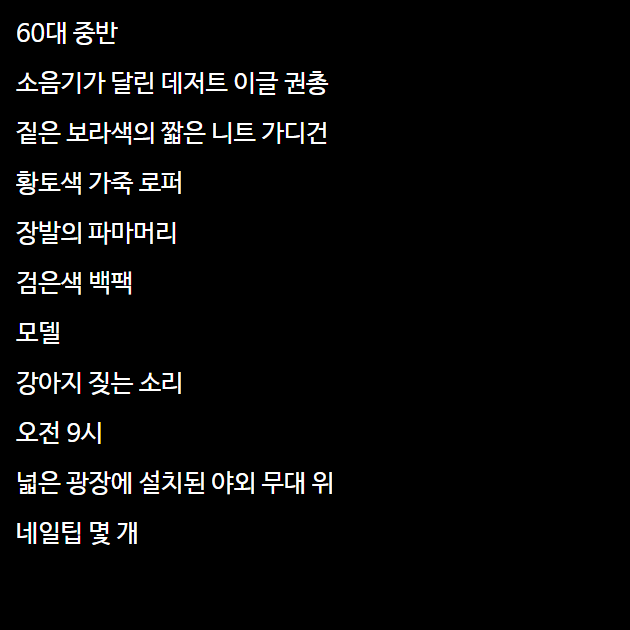 60대 중반
소음기가 달린 데저트 이글 권총
짙은 보라색의 짧은 니트 가디건
황토색 가죽 로퍼
장발의 파마머리
검은색 백팩
모델
강아지 짖는 소리
오전 9시
넓은 광장에 설치된 야외 무대 위
네일팁 몇 개